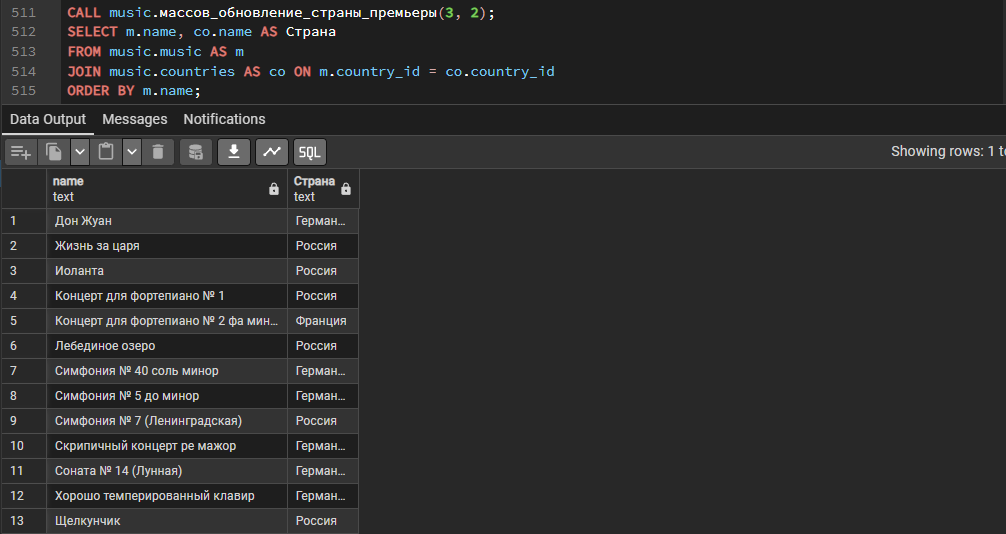 511 CALL music.массов_обновление_страны_премьеры(3, 2);
512 SELECT m.name, co.name AS Страна
513 FROM music.music AS m
514 JOIN music.countries AS co ON m.country_id = co.country_id
515 ORDER BY m.name;
Data Output Messages Notifications
SQL Showing rows: 1 to
name Страна
text text
1 Дон Жуан Герман…
2 Жизнь за царя Россия
3 Иоланта Россия
4 Концерт для фортепиано № 1 Россия
5 Концерт для фортепиано № 2 фа мин… Франция
6 Лебединое озеро Россия
7 Симфония № 40 соль минор Герман…
8 Симфония № 5 до минор Герман…
9 Симфония № 7 (Ленинградская) Россия
10 Скрипичный концерт ре мажор Герман…
11 Соната № 14 (Лунная) Герман…
12 Хорошо темперированный клавир Герман…
13 Щелкунчик Россия